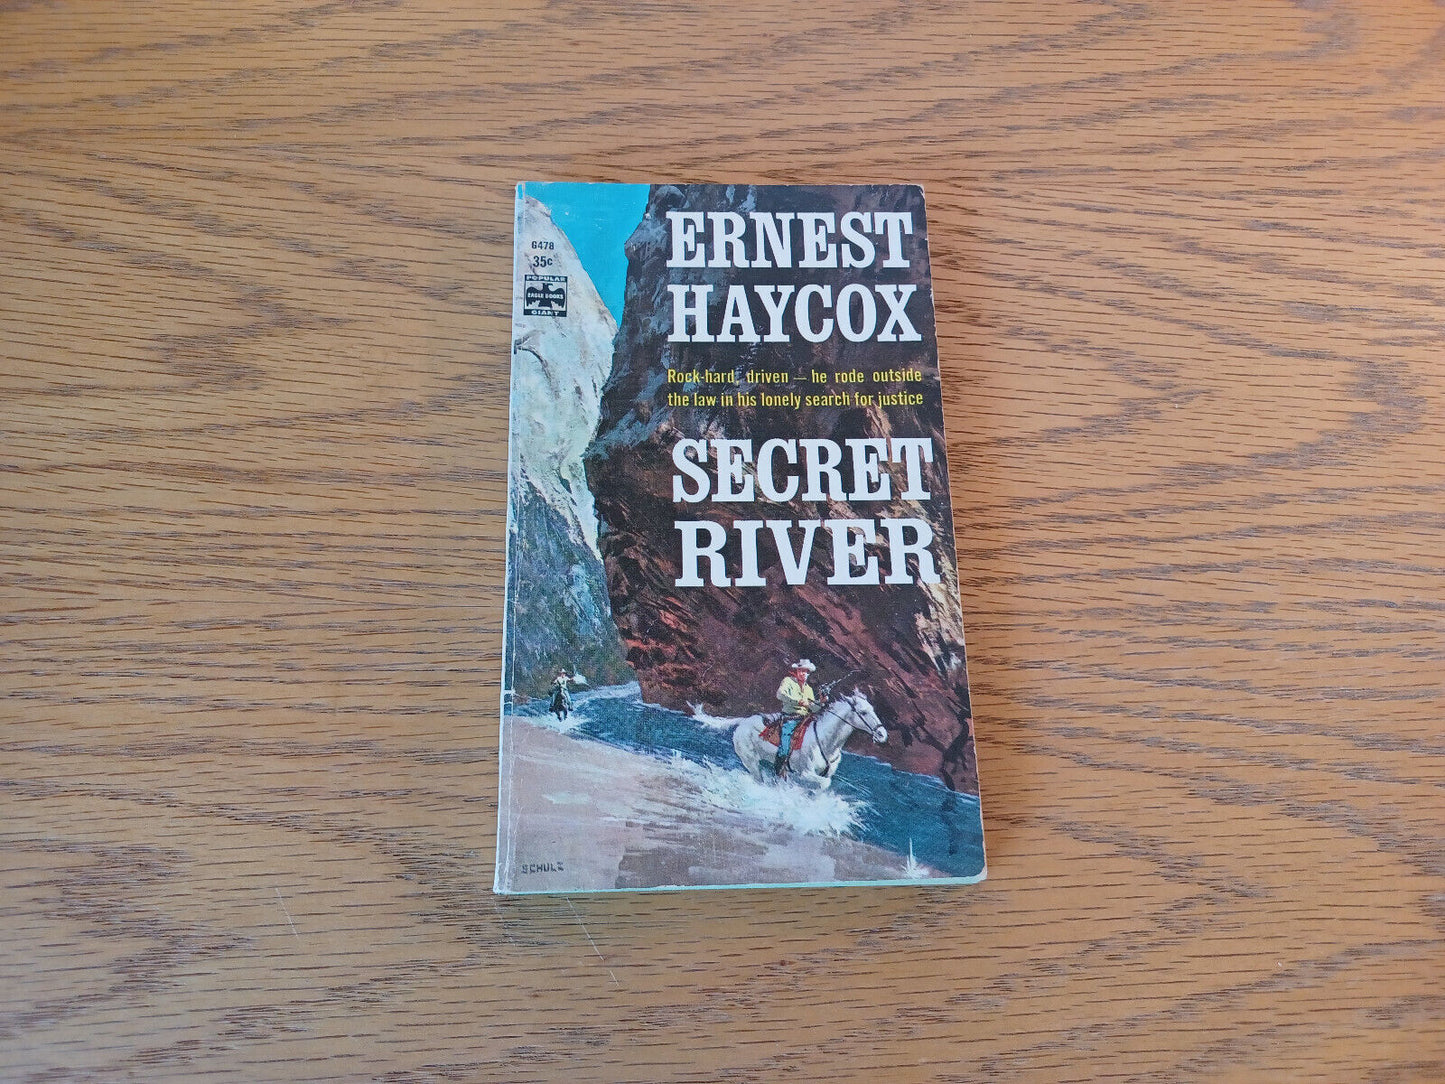 G478
35c
POPULAR
EAGLE BOOKS
GIANT
ERNEST
HAYCOX
Rock-hard, driven — he rode outside
the law in his lonely search for justice
SECRET
RIVER
SCHULZ